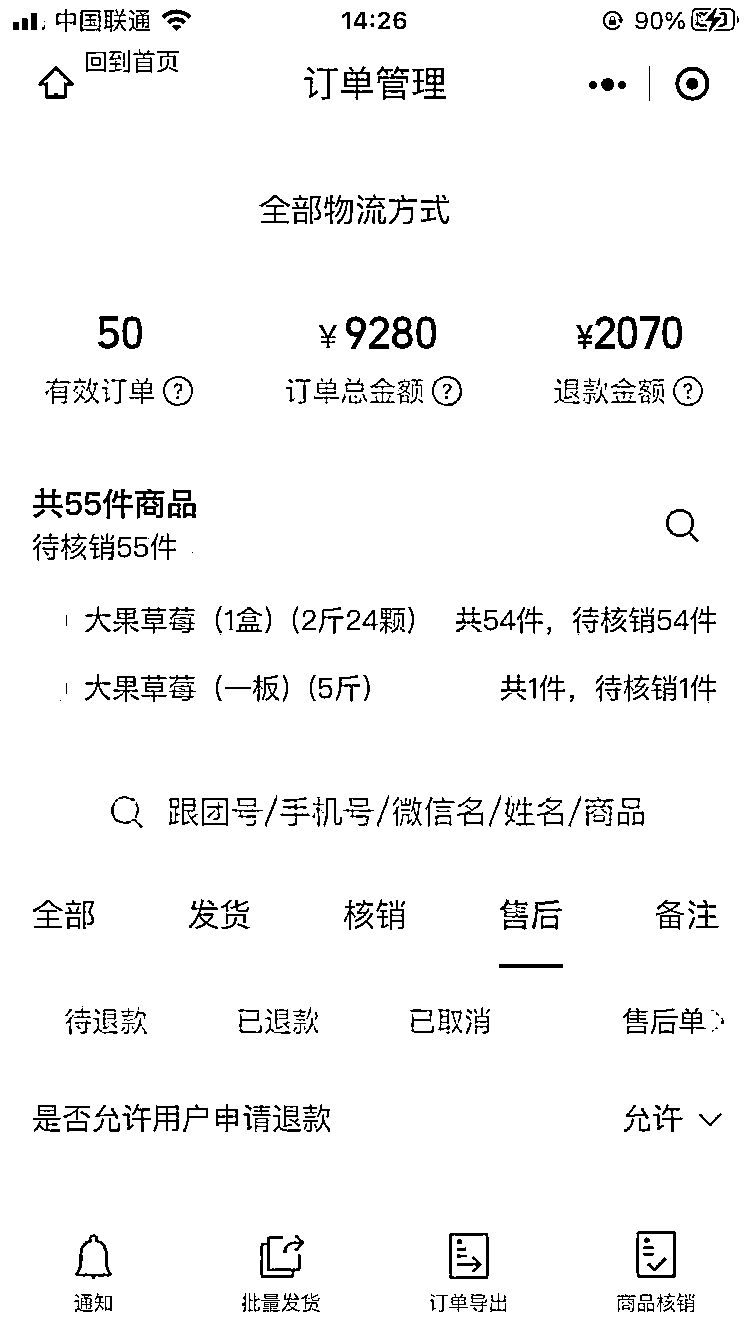 中国联通 14:26 90%
回到首页
订单管理
全部物流方式
50 ¥9280 ¥2070
有效订单? 订单总金额? 退款金额?
共55件商品
待核销55件
大果草莓（1盒）（2斤24颗） 共54件，待核销54件
大果草莓（一板）（5斤） 共1件，待核销1件
跟团号/手机号/微信名/姓名/商品
全部 发货 核销 售后 备注
待退款 已退款 已取消 售后单
是否允许用户申请退款 允许
通知 批量发货 订单导出 商品核销